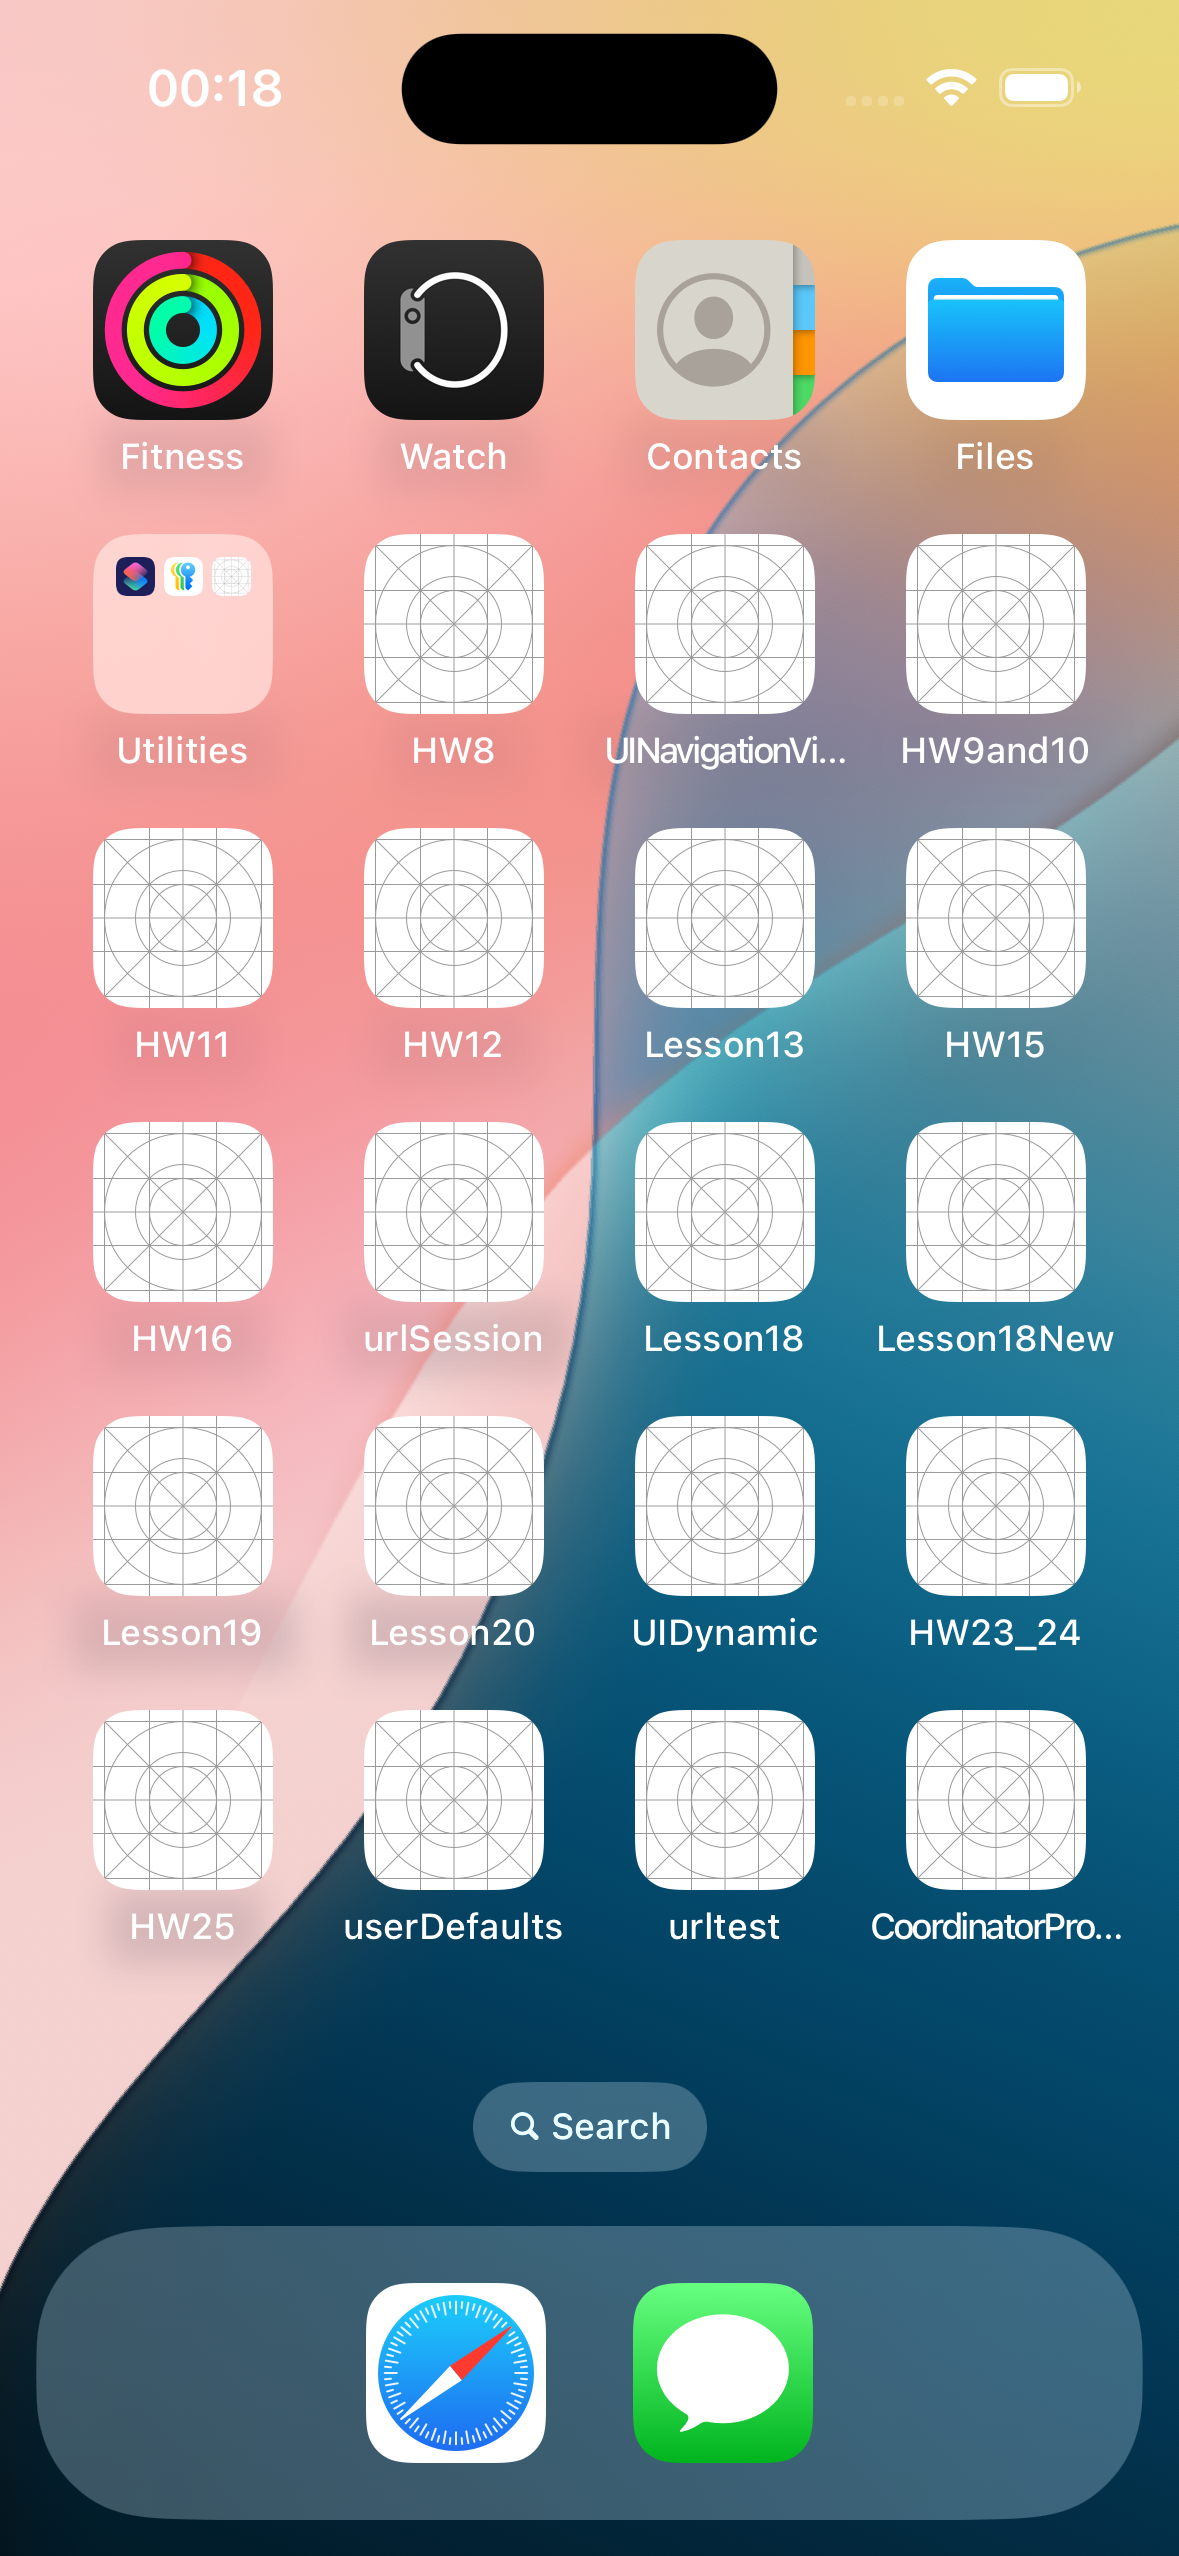 00:18
Fitness
Watch
Contacts
Files
Utilities
HW8
UINavigationVi...
HW9and10
HW11
HW12
Lesson13
HW15
HW16
urlSession
Lesson18
Lesson18New
Lesson19
Lesson20
UIDynamic
HW23_24
HW25
userDefaults
urltest
CoordinatorPro...
Search